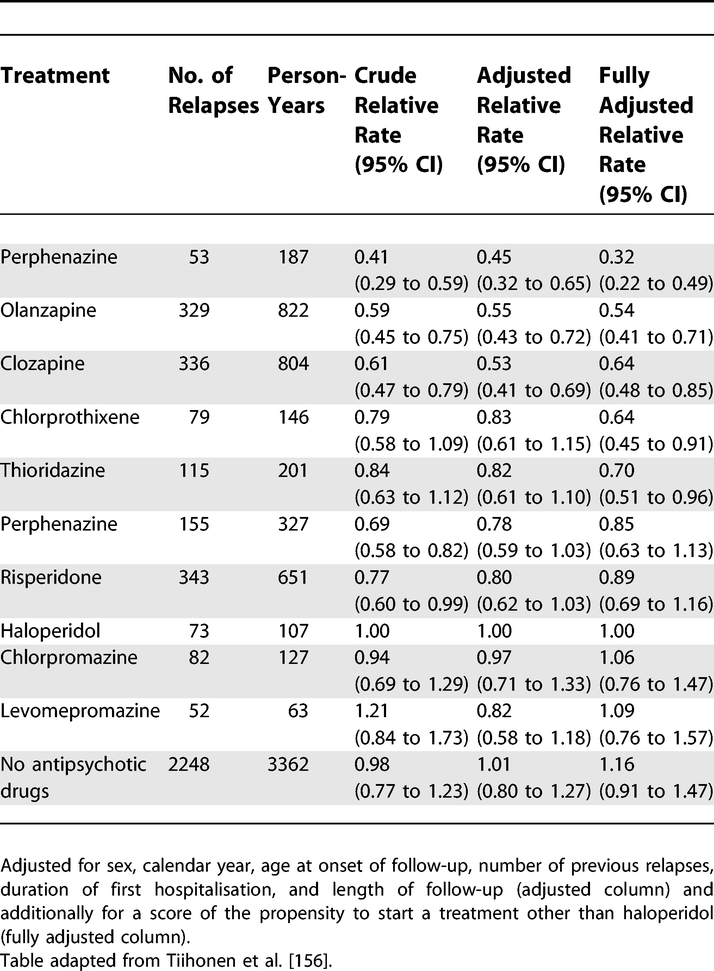 Treatment No. of Person- Crude Adjusted Fully
Relapses Years Relative Relative Adjusted
Rate Rate Relative
(95% CI) (95% CI) Rate
(95% CI)
Perphenazine 53 187 0.41 0.45 0.32
(0.29 to 0.59) (0.32 to 0.65) (0.22 to 0.49)
Olanzapine 329 822 0.59 0.55 0.54
(0.45 to 0.75) (0.43 to 0.72) (0.41 to 0.71)
Clozapine 336 804 0.61 0.53 0.64
(0.47 to 0.79) (0.41 to 0.69) (0.48 to 0.85)
Chlorprothixene 79 146 0.79 0.83 0.64
(0.58 to 1.09) (0.61 to 1.15) (0.45 to 0.91)
Thioridazine 115 201 0.84 0.82 0.70
(0.63 to 1.12) (0.61 to 1.10) (0.51 to 0.96)
Perphenazine 155 327 0.69 0.78 0.85
(0.58 to 0.82) (0.59 to 1.03) (0.63 to 1.13)
Risperidone 343 651 0.77 0.80 0.89
(0.60 to 0.99) (0.62 to 1.03) (0.69 to 1.16)
Haloperidol 73 107 1.00 1.00 1.00
Chlorpromazine 82 127 0.94 0.97 1.06
(0.69 to 1.29) (0.71 to 1.33) (0.76 to 1.47)
Levomepromazine 52 63 1.21 0.82 1.09
(0.84 to 1.73) (0.58 to 1.18) (0.76 to 1.57)
No antipsychotic 2248 3362 0.98 1.01 1.16
drugs (0.77 to 1.23) (0.80 to 1.27) (0.91 to 1.47)
Adjusted for sex, calendar year, age at onset of follow-up, number of previous relapses,
duration of first hospitalisation, and length of follow-up (adjusted column) and
additionally for a score of the propensity to start a treatment other than haloperidol
(fully adjusted column).
Table adapted from Tiihonen et al. [156].